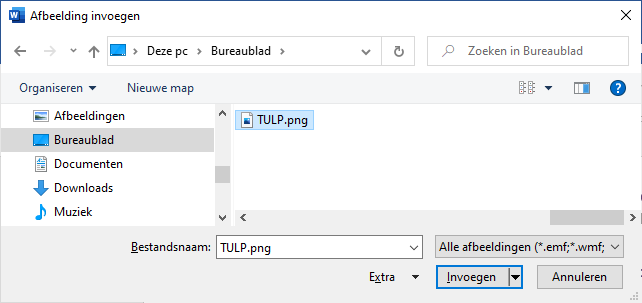 Afbeelding invoegen
Deze pc > Bureaublad >
Zoeken in Bureaublad
Organiseren
Nieuwe map
Afbeeldingen
Bureaublad
Documenten
Downloads
Muziek
TULP.png
Bestandsnaam: TULP.png
Alle afbeeldingen (*.emf;*.wmf;
Extra
Invoegen
Annuleren